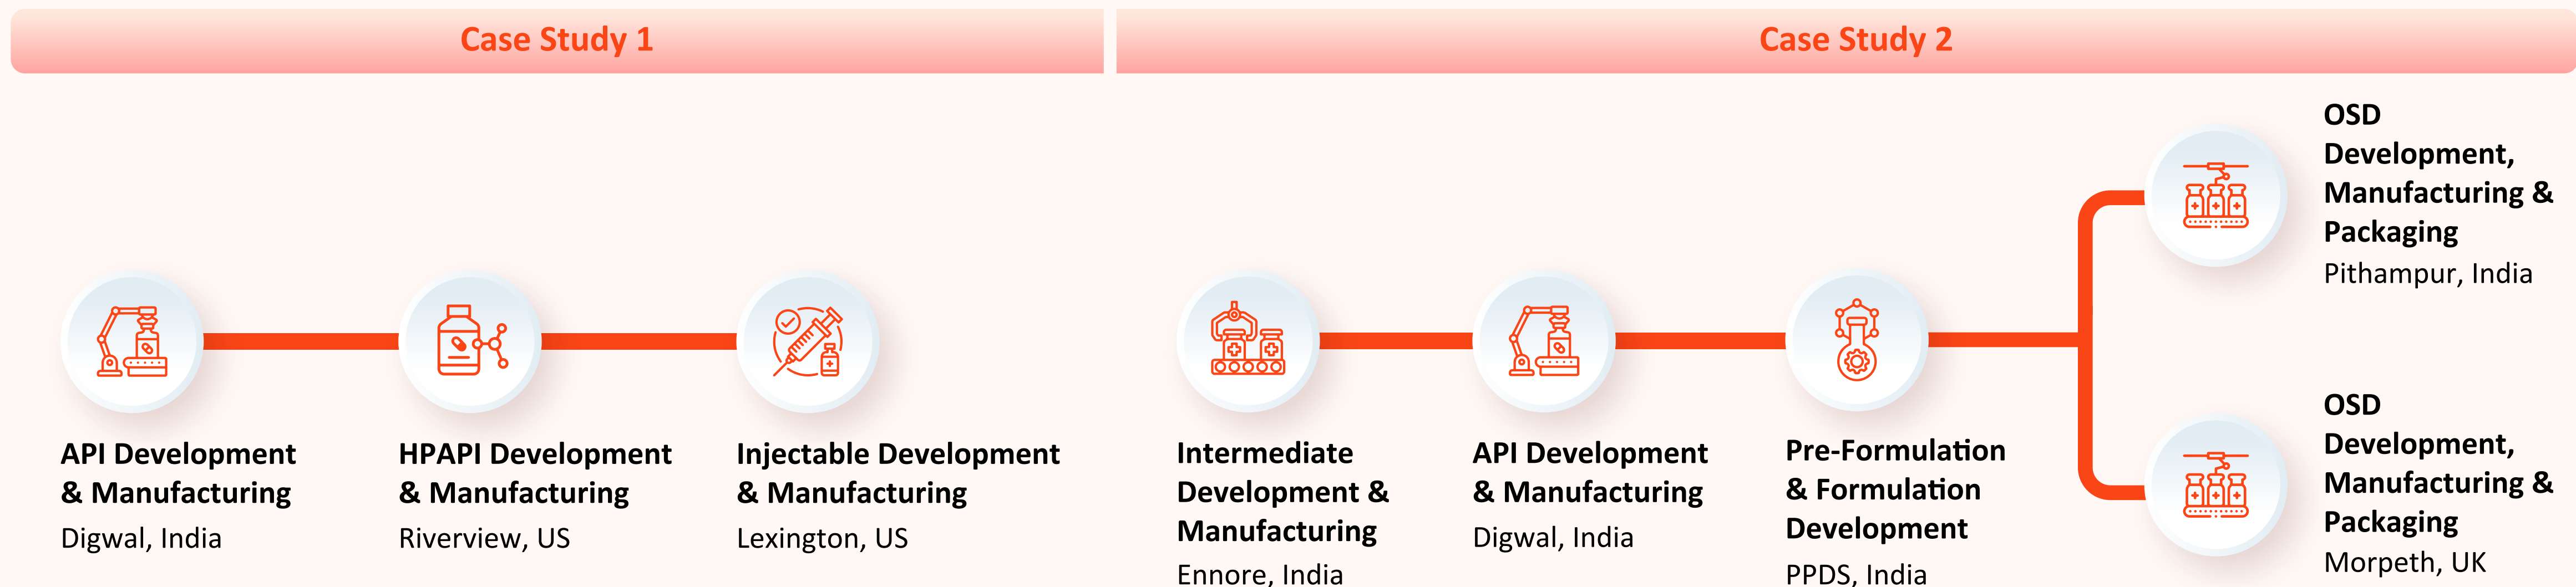 Case Study 1
API Development
& Manufacturing
Digwal, India
HPAPI Development
& Manufacturing
Riverview, US
Injectable Development
& Manufacturing
Lexington, US
Case Study 2
Intermediate
Development &
Manufacturing
Ennore, India
API Development
& Manufacturing
Digwal, India
Pre-Formulation
& Formulation
Development
PPDS, India
OSD
Development,
Manufacturing &
Packaging
Pithampur, India
OSD
Development,
Manufacturing &
Packaging
Morpeth, UK